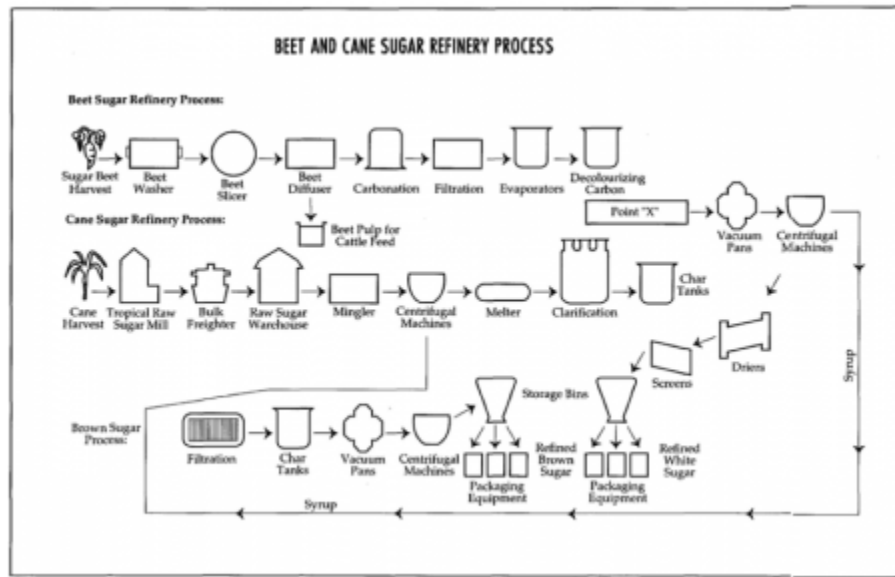 BEET AND CANE SUGAR REFINERY PROCESS
Beet Sugar Refinery Process:
Sugar Beet
Harvest
Beet
Washer
Beet
Slicer
Beet
Diffuser
Carbonation
Filtration
Evaporators
Decolourizing
Carbon
Beet Pulp for
Cattle Feed
Point "X"
Vacuum
Pans
Centrifugal
Machines
Cane Sugar Refinery Process:
Cane
Harvest
Tropical Raw
Sugar Mill
Bulk
Freighter
Raw Sugar
Warehouse
Mingler
Centrifugal
Machines
Melter
Clarification
Char
Tanks
Driers
Screens
Syrup
Brown Sugar
Process:
Filtration
Char
Tanks
Vacuum
Pans
Centrifugal
Machines
Storage Bins
Packaging
Equipment
Refined
Brown
Sugar
Packaging
Equipment
Refined
White
Sugar
Syrup